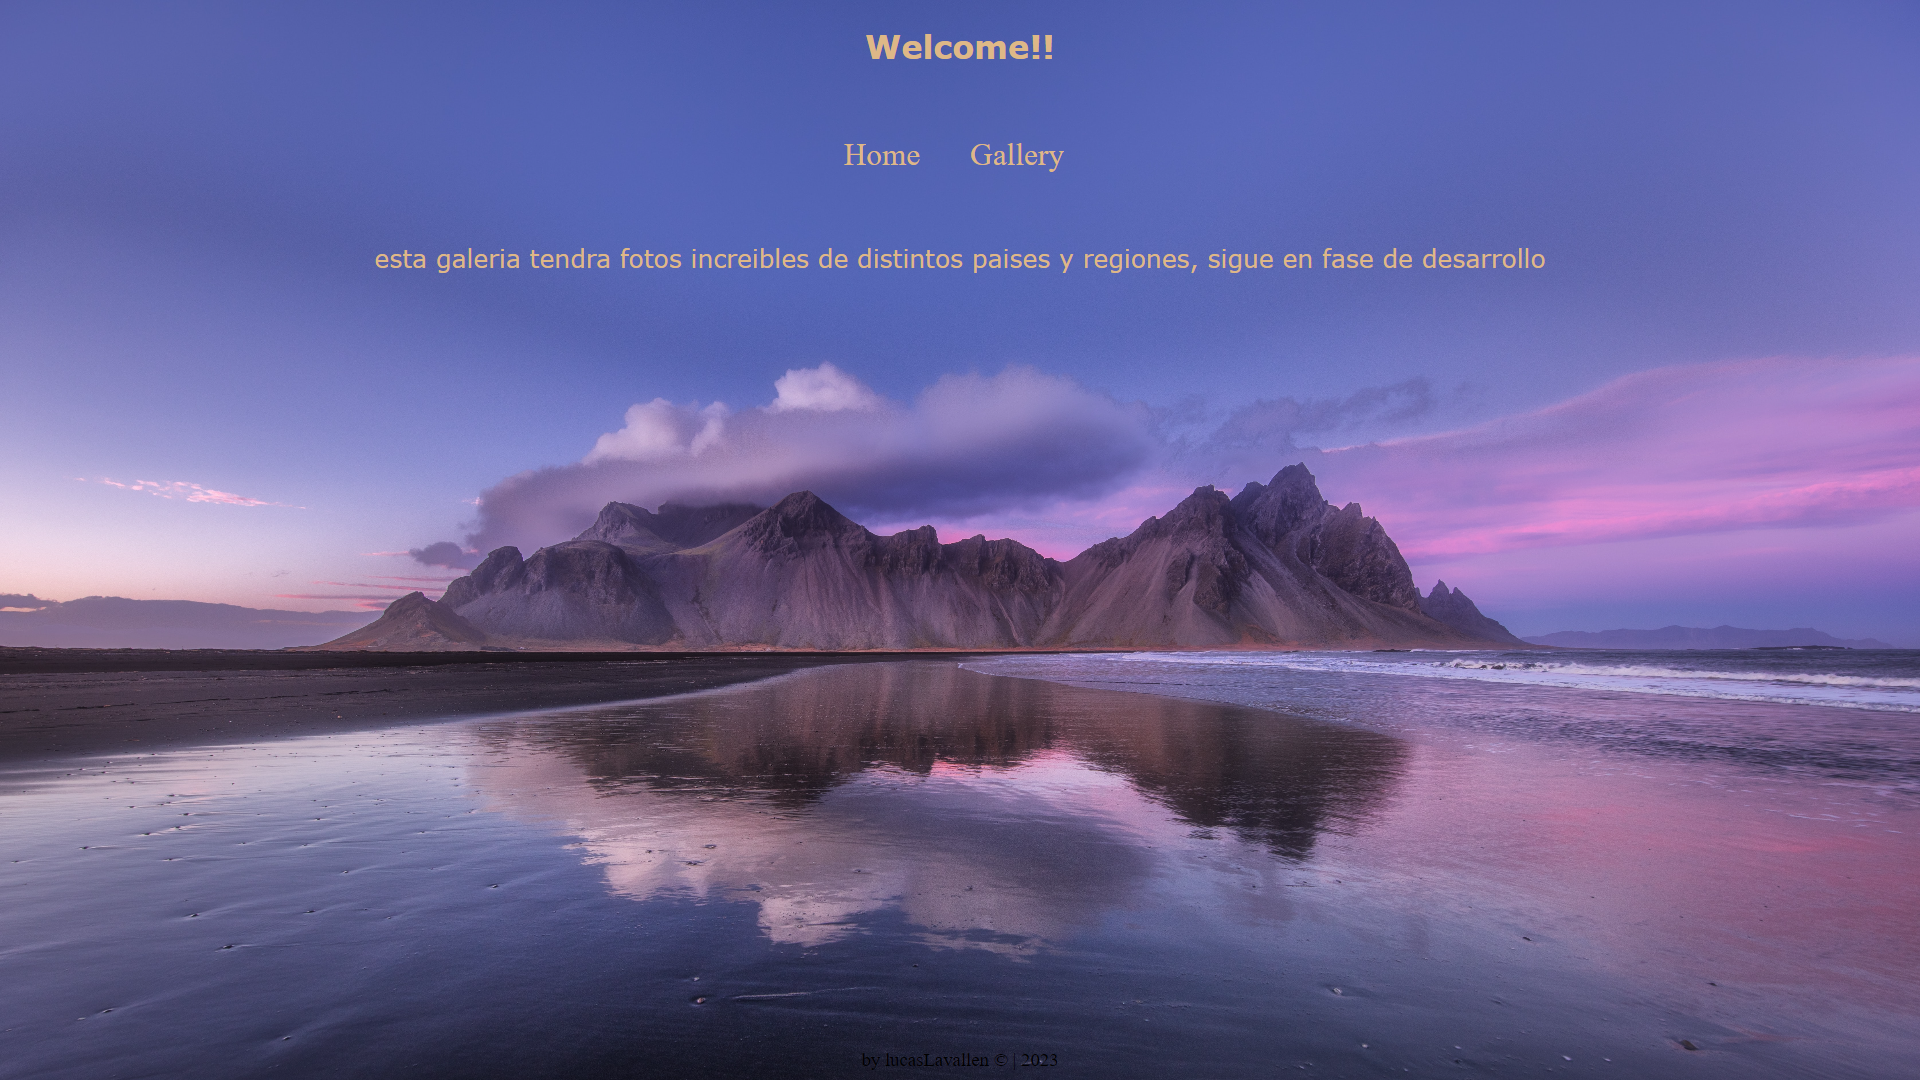 Welcome!!
Home Gallery
esta galeria tendra fotos increibles de distintos paises y regiones, sigue en fase de desarrollo
by lucasLavallen © | 2023